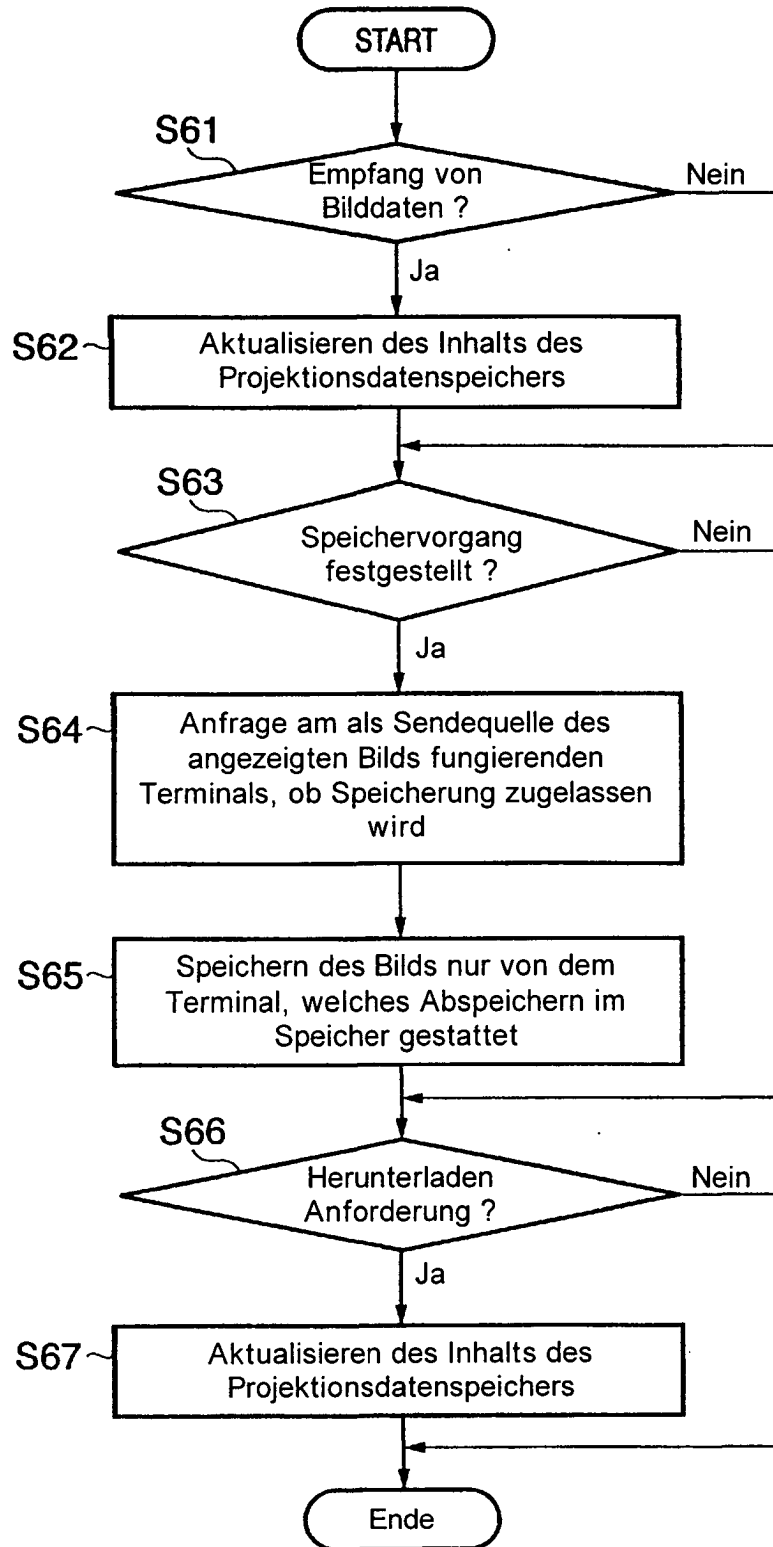 START
S61
Empfang von
Bilddaten ?
Nein
Ja
S62
Aktualisieren des Inhalts des
Projektionsdatenspeichers
S63
Speichervorgang
festgestellt ?
Nein
Ja
S64
Anfrage am als Sendequelle des
angezeigten Bilds fungierenden
Terminals, ob Speicherung zugelassen
wird
S65
Speichern des Bilds nur von dem
Terminal, welches Abspeichern im
Speicher gestattet
S66
Herunterladen
Anforderung ?
Nein
Ja
S67
Aktualisieren des Inhalts des
Projektionsdatenspeichers
Ende